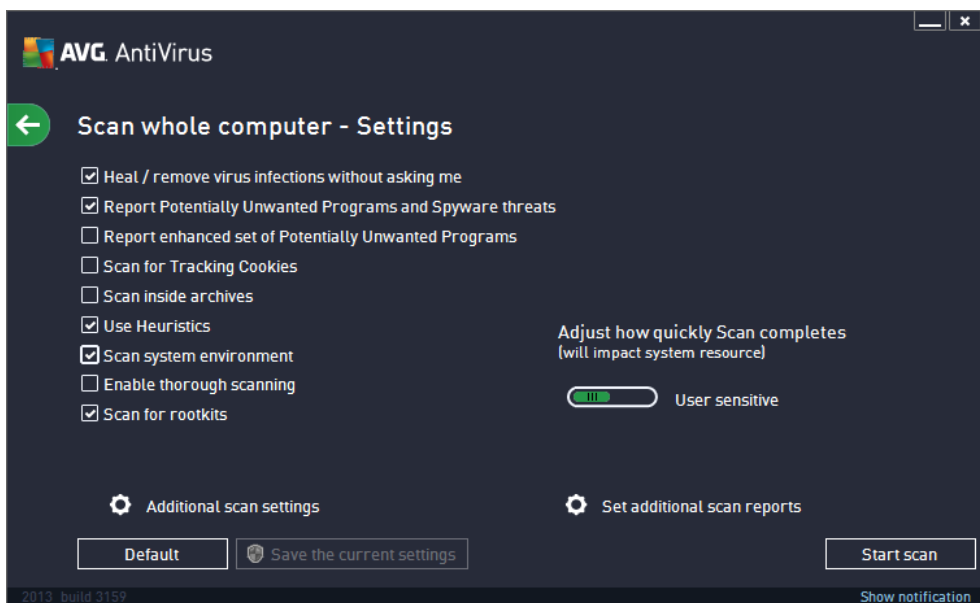 AVG. AntiVirus
Scan whole computer - Settings
Heal / remove virus infections without asking me
Report Potentially Unwanted Programs and Spyware threats
Report enhanced set of Potentially Unwanted Programs
Scan for Tracking Cookies
Scan inside archives
Use Heuristics
Scan system environment
Enable thorough scanning
Scan for rootkits
Adjust how quickly Scan completes
(will impact system resource)
User sensitive
Additional scan settings
Set additional scan reports
Default
Save the current settings
Start scan
2013 build 3159
Show notification